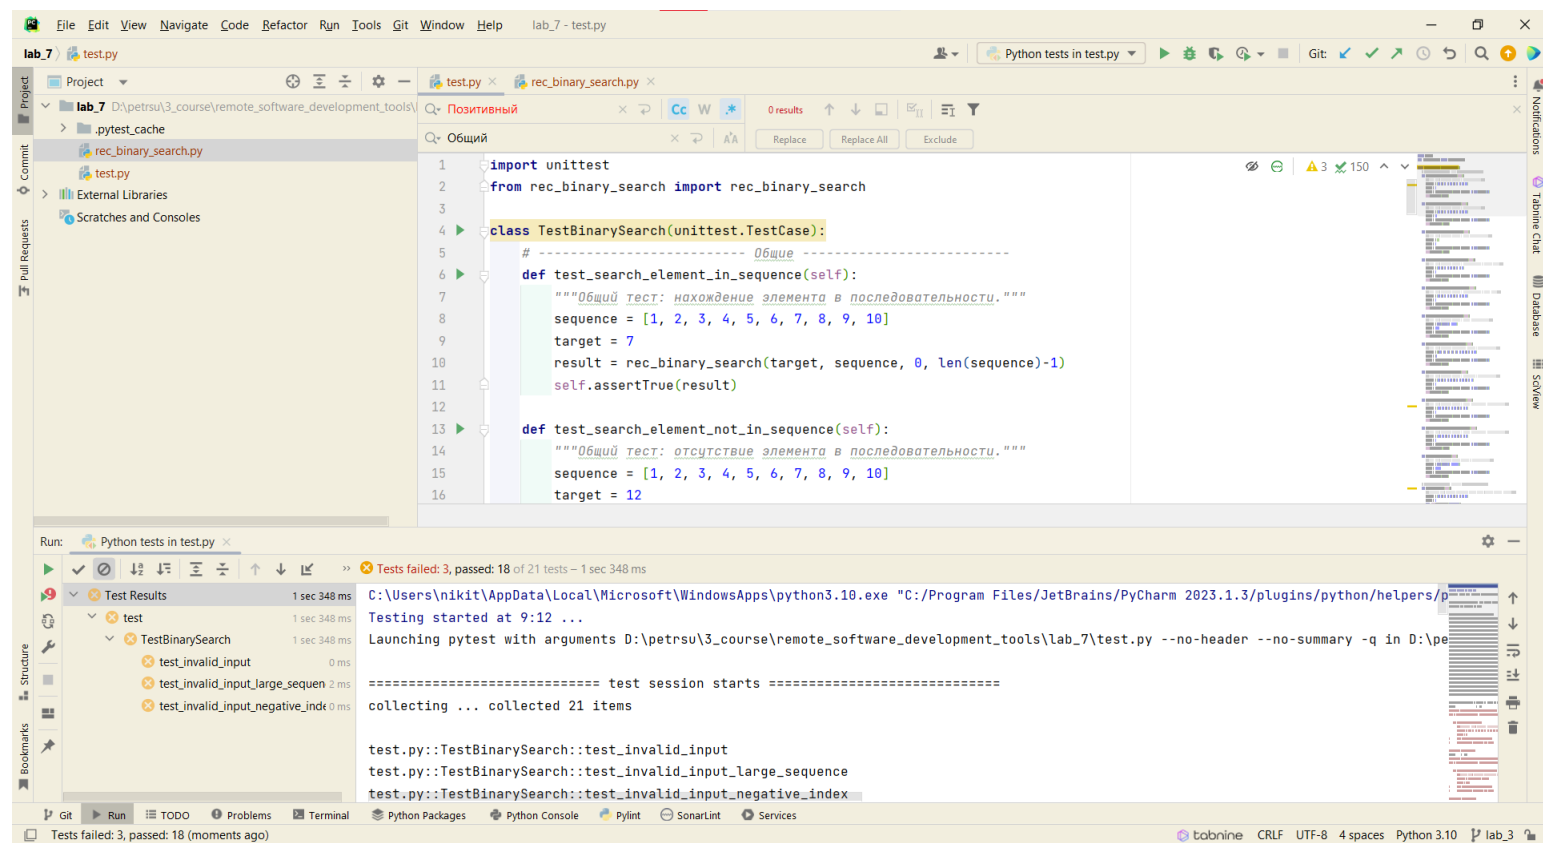 File Edit View Navigate Code Refactor Run Tools Git Window Help lab_7 - test.py
lab_7 test.py Python tests in test.py Git:
Project
test.py rec_binary_search.py
lab_7 D:\petrsu\3_course\remote_software_development_tools\
.pytest_cache
rec_binary_search.py
test.py
External Libraries
Scratches and Consoles
Позитивный Cc W .* 0 results
Общий Replace Replace All Exclude
3 150
1 import unittest
2 from rec_binary_search import rec_binary_search
3
4 class TestBinarySearch(unittest.TestCase):
5 # -------------------------- Общие --------------------------
6 def test_search_element_in_sequence(self):
7 """Общий тест: нахождение элемента в последовательности."""
8 sequence = [1, 2, 3, 4, 5, 6, 7, 8, 9, 10]
9 target = 7
10 result = rec_binary_search(target, sequence, 0, len(sequence)-1)
11 self.assertTrue(result)
12
13 def test_search_element_not_in_sequence(self):
14 """Общий тест: отсутствие элемента в последовательности."""
15 sequence = [1, 2, 3, 4, 5, 6, 7, 8, 9, 10]
16 target = 12
Project
Commit
Pull Requests
Structure
Bookmarks
Notifications
Tabnine Chat
Database
SciView
Run: Python tests in test.py
Tests failed: 3, passed: 18 of 21 tests – 1 sec 348 ms
Test Results 1 sec 348 ms
test 1 sec 348 ms
TestBinarySearch 1 sec 348 ms
test_invalid_input 0 ms
test_invalid_input_large_sequen 2 ms
test_invalid_input_negative_inde 0 ms
C:\Users\nikit\AppData\Local\Microsoft\WindowsApps\python3.10.exe "C:/Program Files/JetBrains/PyCharm 2023.1.3/plugins/python/helpers/p
Testing started at 9:12 ...
Launching pytest with arguments D:\petrsu\3_course\remote_software_development_tools\lab_7\test.py --no-header --no-summary -q in D:\pe
============================= test session starts =============================
collecting ... collected 21 items
test.py::TestBinarySearch::test_invalid_input
test.py::TestBinarySearch::test_invalid_input_large_sequence
test.py::TestBinarySearch::test_invalid_input_negative_index
Git Run TODO Problems Terminal Python Packages Python Console Pylint SonarLint Services
Tests failed: 3, passed: 18 (moments ago) tabnine CRLF UTF-8 4 spaces Python 3.10 lab_3